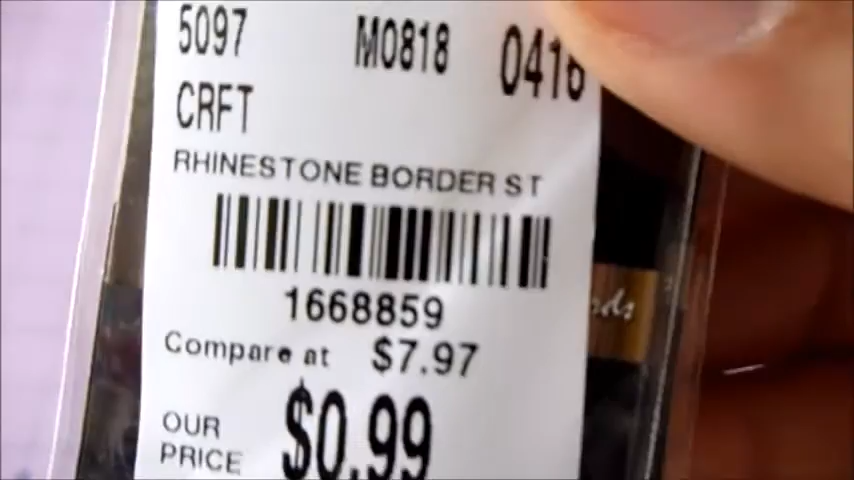 5097 M0818 0416
CRFT
RHINESTONE BORDER ST
1668859
Compare at $7.97
OUR PRICE $0.99